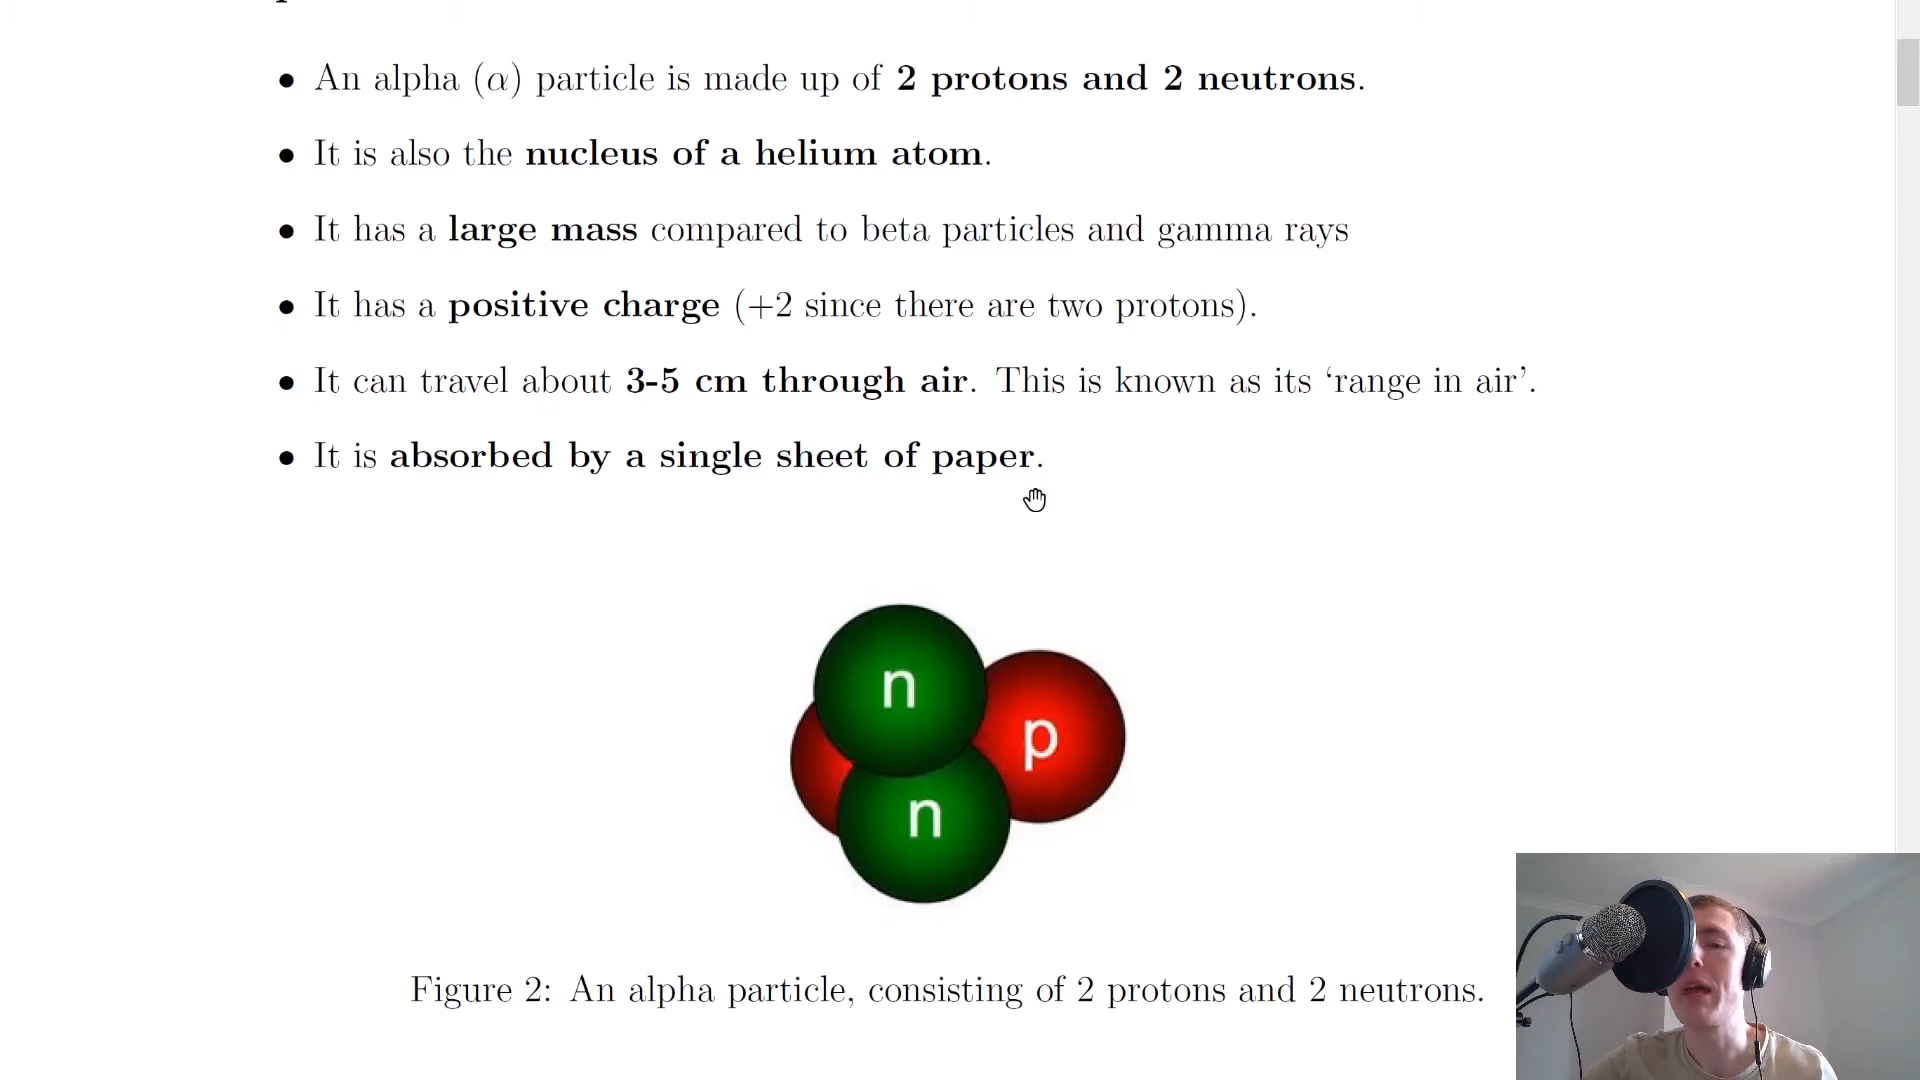 • An alpha (α) particle is made up of 2 protons and 2 neutrons.
• It is also the nucleus of a helium atom.
• It has a large mass compared to beta particles and gamma rays
• It has a positive charge (+2 since there are two protons).
• It can travel about 3-5 cm through air. This is known as its ‘range in air’.
• It is absorbed by a single sheet of paper.
n
p
n
Figure 2: An alpha particle, consisting of 2 protons and 2 neutrons.